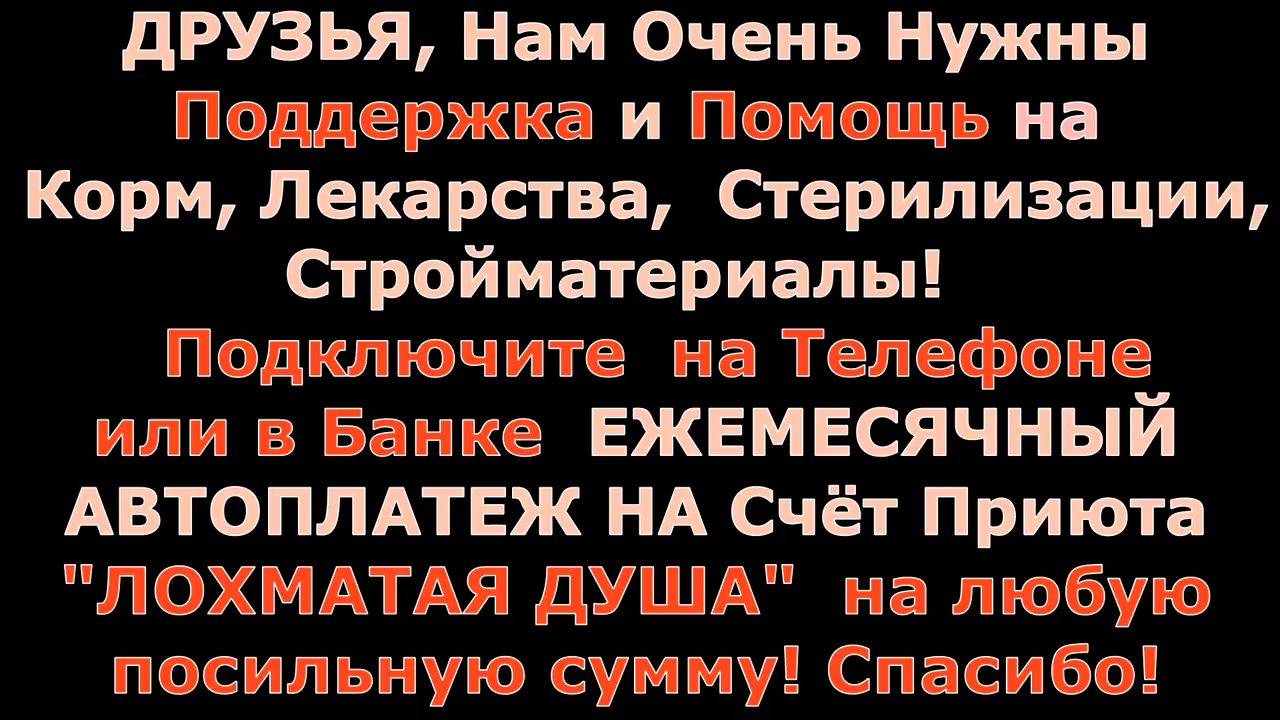 ДРУЗЬЯ, Нам Очень Нужны
Поддержка и Помощь на
Корм, Лекарства, Стерилизации,
Стройматериалы!
Подключите на Телефоне
или в Банке ЕЖЕМЕСЯЧНЫЙ
АВТОПЛАТЕЖ НА Счёт Приюта
"ЛОХМАТАЯ ДУША" на любую
посильную сумму! Спасибо!